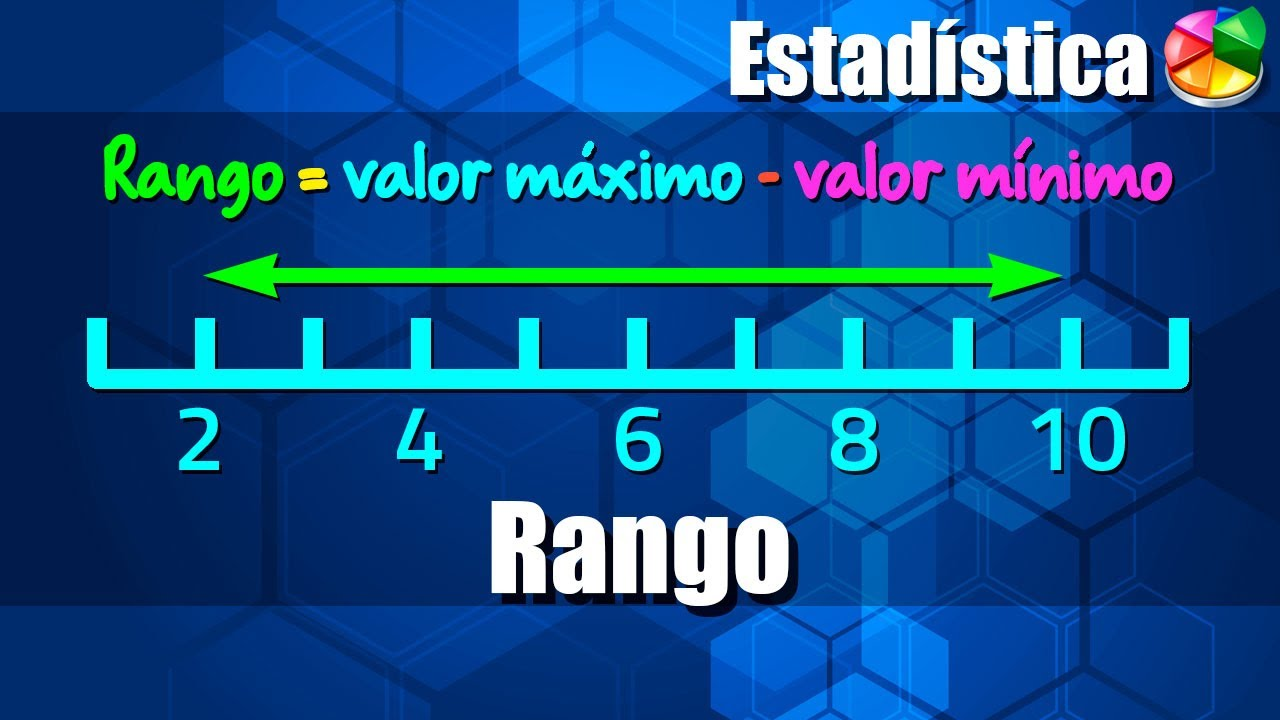 Estadística
Rango = valor máximo - valor mínimo
2 4 6 8 10
Rango